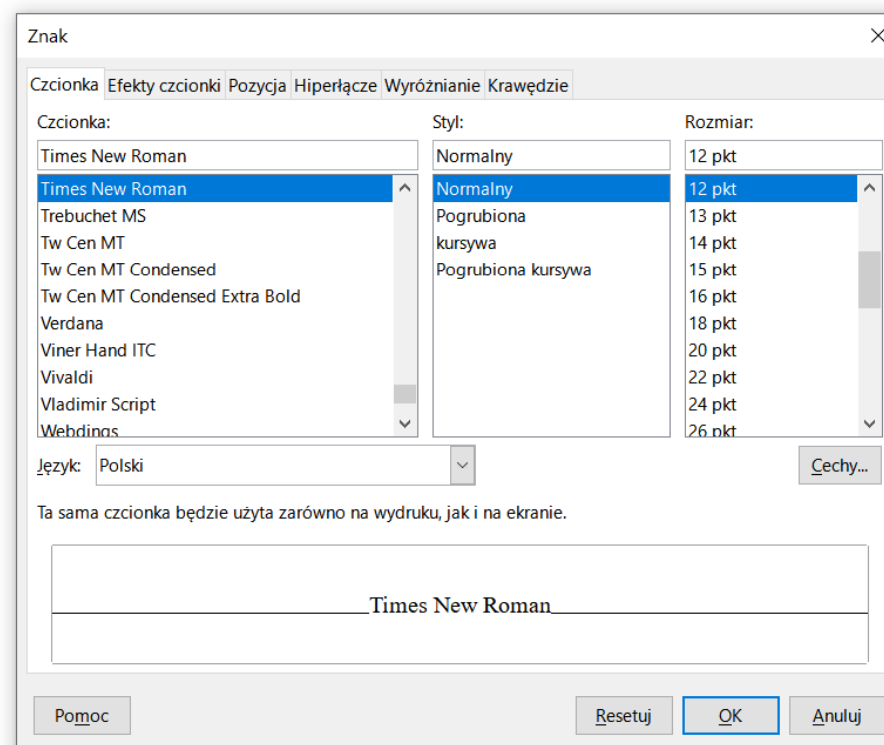 Znak
Czcionka Efekty czcionki Pozycja Hiperłącze Wyróżnianie Krawędzie
Czcionka: Styl: Rozmiar:
Times New Roman Normalny 12 pkt
Times New Roman Normalny 12 pkt
Trebuchet MS Pogrubiona 13 pkt
Tw Cen MT kursywa 14 pkt
Tw Cen MT Condensed Pogrubiona kursywa 15 pkt
Tw Cen MT Condensed Extra Bold 16 pkt
Verdana 18 pkt
Viner Hand ITC 20 pkt
Vivaldi 22 pkt
Vladimir Script 24 pkt
Webdings 26 pkt
Język: Polski Cechy...
Ta sama czcionka będzie użyta zarówno na wydruku, jak i na ekranie.
Times New Roman
Pomoc Resetuj OK Anuluj